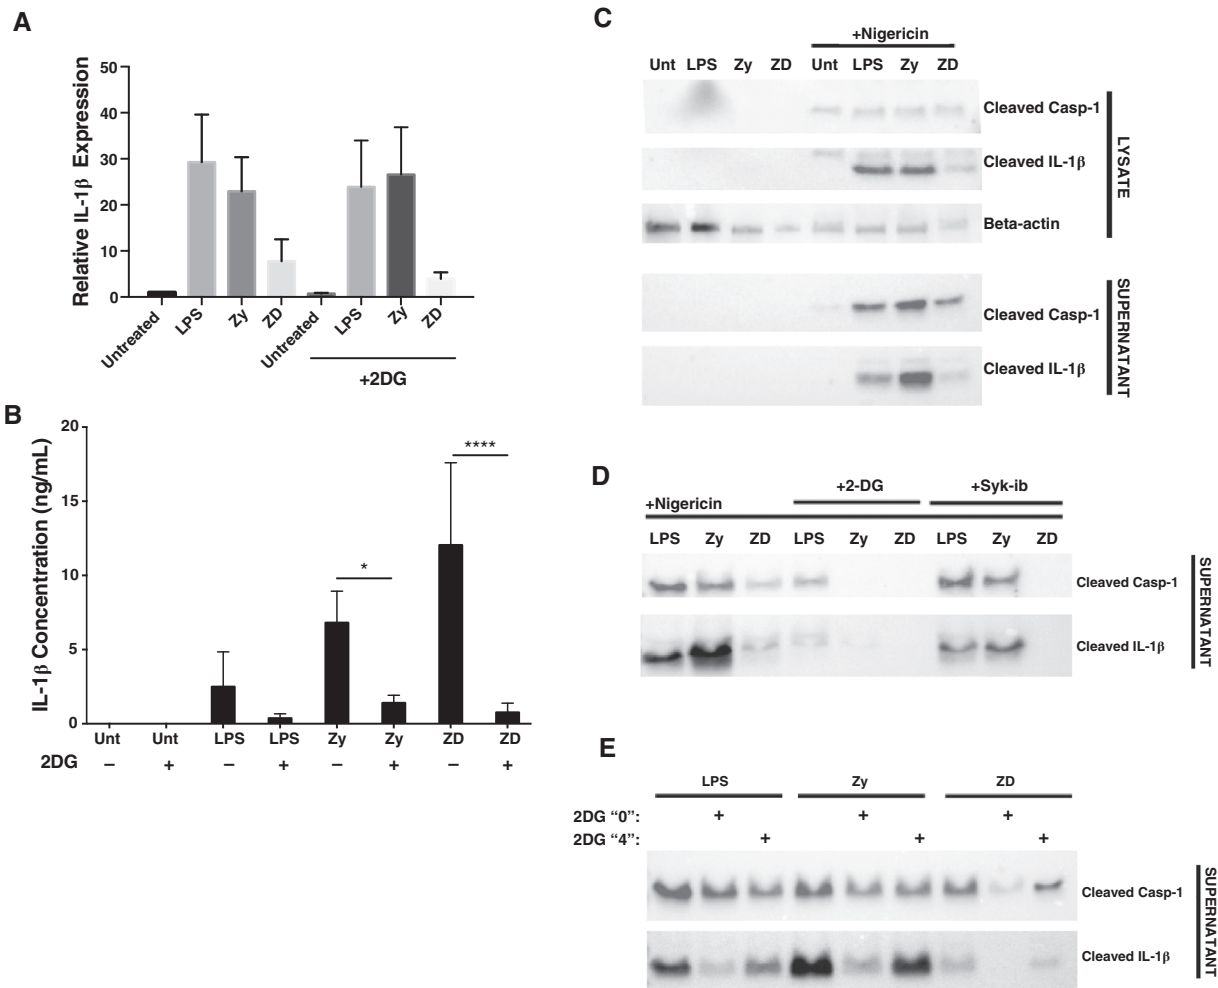 A
Relative IL-1β Expression
50
40
30
20
10
0
Untreated
LPS
Zy
ZD
Untreated
LPS
Zy
ZD
+2DG
B
IL-1β Concentration (ng/mL)
20
15
10
5
0
*
****
Unt Unt LPS LPS Zy Zy ZD ZD
2DG – + – + – + – +
C
+Nigericin
Unt LPS Zy ZD Unt LPS Zy ZD
Cleaved Casp-1
Cleaved IL-1β
Beta-actin
LYSATE
Cleaved Casp-1
Cleaved IL-1β
SUPERNATANT
D
+2-DG +Syk-ib
+Nigericin
LPS Zy ZD LPS Zy ZD LPS Zy ZD
Cleaved Casp-1
Cleaved IL-1β
SUPERNATANT
E
LPS Zy ZD
2DG “0”: + + +
2DG “4”: + + +
Cleaved Casp-1
Cleaved IL-1β
SUPERNATANT